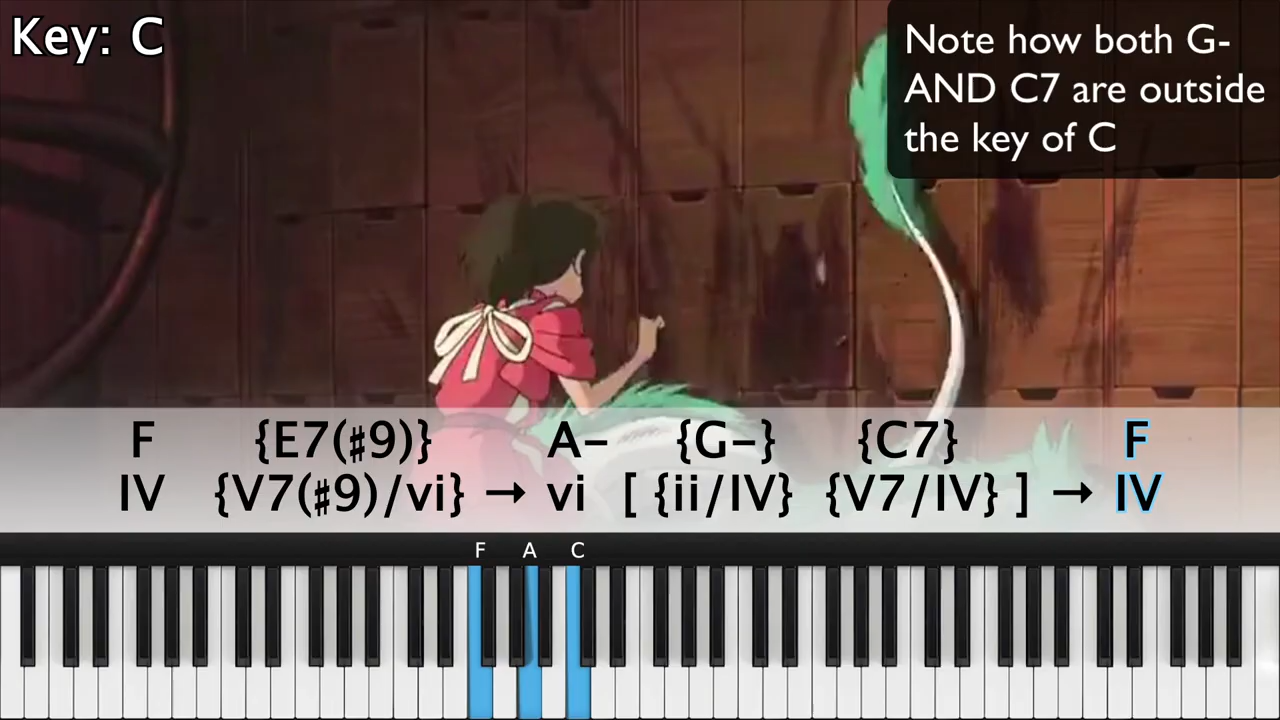 Key: C
Note how both G-
AND C7 are outside
the key of C
F {E7(♯9)} A– {G–} {C7} F
IV {V7(♯9)/vi} → vi [ {ii/IV} {V7/IV} ] → IV
F A C